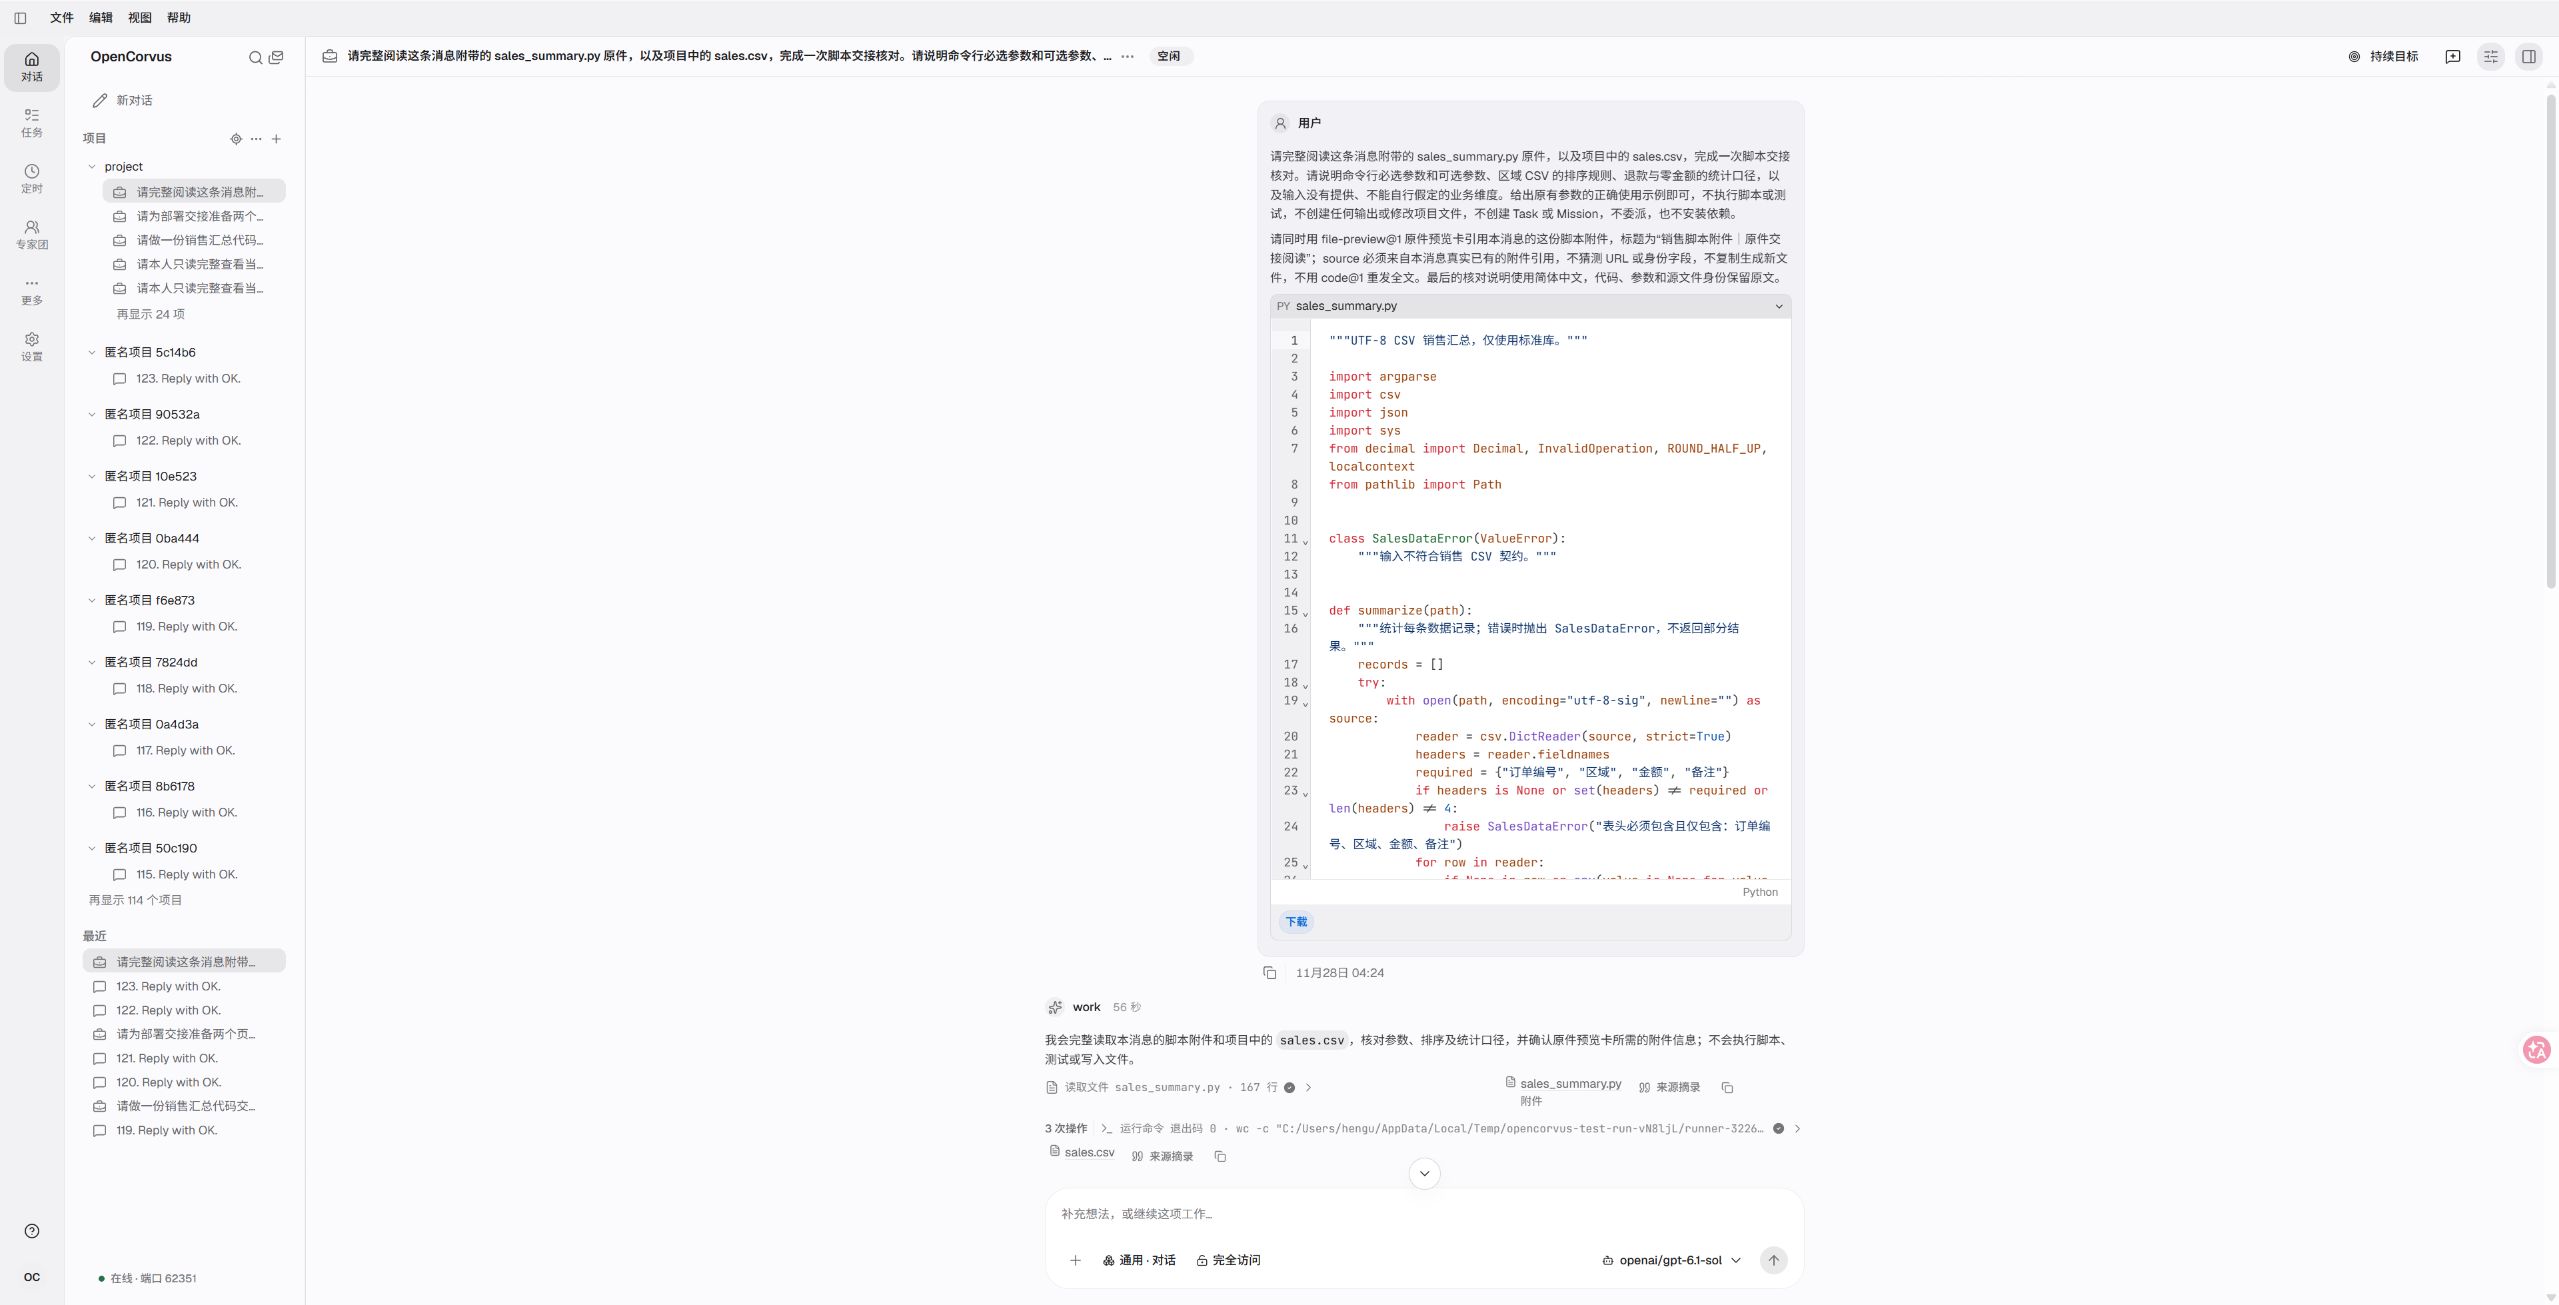 文件 编辑 视图 帮助
对话
任务
定时
专家团
更多
设置
OC
OpenCorvus
新对话
项目
project
请完整阅读这条消息附...
请为部署交接准备两个...
请做一份销售汇总代码...
请本人只读完整查看当...
请本人只读完整查看当...
再显示 24 项
匿名项目 5c14b6
123. Reply with OK.
匿名项目 90532a
122. Reply with OK.
匿名项目 10e523
121. Reply with OK.
匿名项目 0ba444
120. Reply with OK.
匿名项目 f6e873
119. Reply with OK.
匿名项目 7824dd
118. Reply with OK.
匿名项目 0a4d3a
117. Reply with OK.
匿名项目 8b6178
116. Reply with OK.
匿名项目 50c190
115. Reply with OK.
再显示 114 个项目
最近
请完整阅读这条消息附带...
123. Reply with OK.
122. Reply with OK.
请为部署交接准备两个页...
121. Reply with OK.
120. Reply with OK.
请做一份销售汇总代码交...
119. Reply with OK.
在线 · 端口 62351
请完整阅读这条消息附带的 sales_summary.py 原件，以及项目中的 sales.csv，完成一次脚本交接核对。请说明命令行必选参数和可选参数、... ··· 空闲
持续目标
用户
请完整阅读这条消息附带的 sales_summary.py 原件，以及项目中的 sales.csv，完成一次脚本交接
核对。请说明命令行必选参数和可选参数、区域 CSV 的排序规则、退款与零金额的统计口径，以
及输入没有提供、不能自行假定的业务维度。给出原有参数的正确使用示例即可，不执行脚本或测
试，不创建任何输出或修改项目文件，不创建 Task 或 Mission，不委派，也不安装依赖。
请同时用 file-preview@1 原件预览卡引用本消息的这份脚本附件，标题为“销售脚本附件｜原件交
接阅读”；source 必须来自本消息真实已有的附件引用，不猜测 URL 或身份字段，不复制生成新文
件，不用 code@1 重发全文。最后的核对说明使用简体中文，代码、参数和源文件身份保留原文。
PY sales_summary.py
1 """UTF-8 CSV 销售汇总，仅使用标准库。"""
2
3 import argparse
4 import csv
5 import json
6 import sys
7 from decimal import Decimal, InvalidOperation, ROUND_HALF_UP,
localcontext
8 from pathlib import Path
9
10
11 class SalesDataError(ValueError):
12 """输入不符合销售 CSV 契约。"""
13
14
15 def summarize(path):
16 """统计每条数据记录；错误时抛出 SalesDataError，不返回部分结
果。"""
17 records = []
18 try:
19 with open(path, encoding="utf-8-sig", newline="") as
source:
20 reader = csv.DictReader(source, strict=True)
21 headers = reader.fieldnames
22 required = {"订单编号", "区域", "金额", "备注"}
23 if headers is None or set(headers) != required or
len(headers) != 4:
24 raise SalesDataError("表头必须包含且仅包含：订单编
号、区域、金额、备注")
25 for row in reader:
Python
下载
11月28日 04:24
work 56 秒
我会完整读取本消息的脚本附件和项目中的 sales.csv，核对参数、排序及统计口径，并确认原件预览卡所需的附件信息；不会执行脚本、
测试或写入文件。
读取文件 sales_summary.py · 167 行
sales_summary.py 来源摘录
附件
3 次操作 运行命令 退出码 0 · wc -c "C:/Users/hengu/AppData/Local/Temp/opencorvus-test-run-vN8ljL/runner-3226...
sales.csv 来源摘录
补充想法，或继续这项工作...
通用 · 对话 完全访问 openai/gpt-6.1-sol